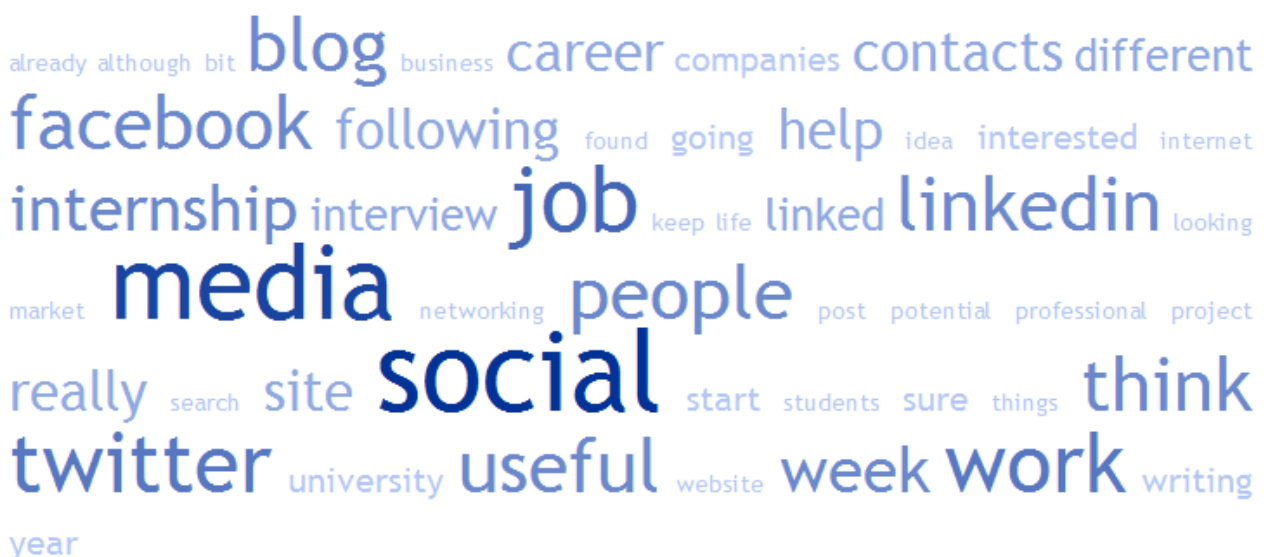 already although bit blog business career companies contacts different
facebook following found going help idea interested internet
internship interview job keep life linked linkedin looking
market media networking people post potential professional project
really search site social start students sure things think
twitter university useful website week work writing
year